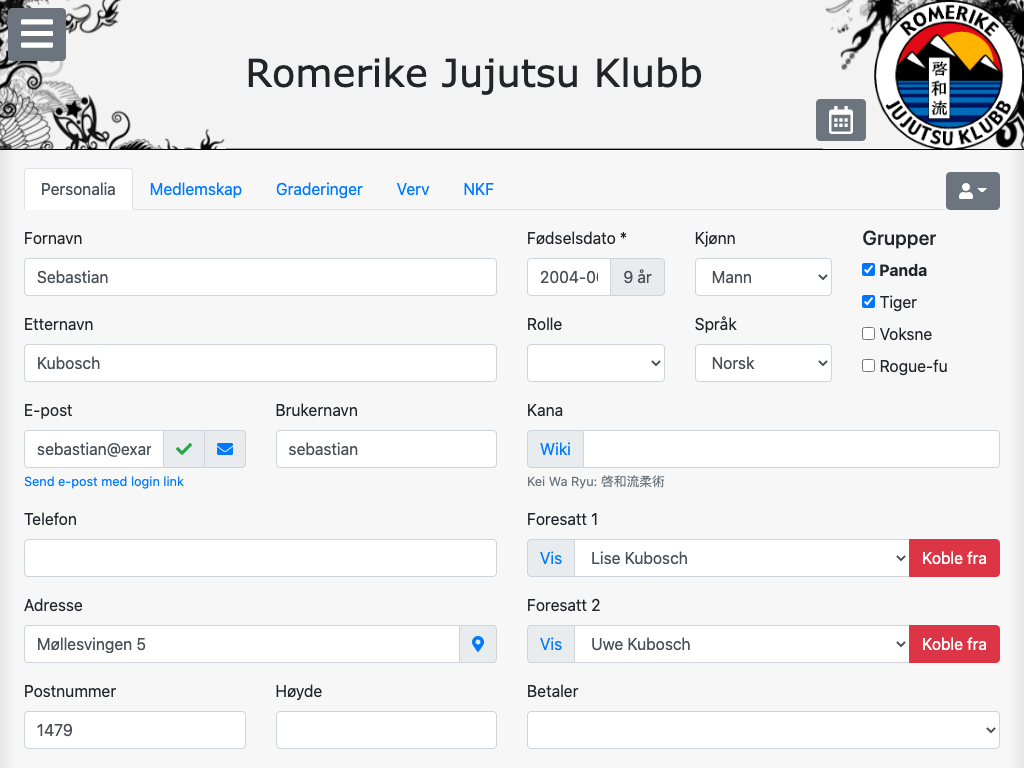 Romerike Jujutsu Klubb
ROMERIKE
啓和流
JUJUTSU KLUBB
Personalia
Medlemskap
Graderinger
Verv
NKF
Fornavn
Sebastian
Fødselsdato *
2004-0
9 år
Kjønn
Mann
Grupper
Panda
Tiger
Voksne
Rogue-fu
Etternavn
Kubosch
Rolle
Språk
Norsk
E-post
sebastian@exar
Send e-post med login link
Brukernavn
sebastian
Kana
Wiki
Kei Wa Ryu: 啓和流柔術
Telefon
Foresatt 1
Vis
Lise Kubosch
Koble fra
Adresse
Møllesvingen 5
Foresatt 2
Vis
Uwe Kubosch
Koble fra
Postnummer
1479
Høyde
Betaler